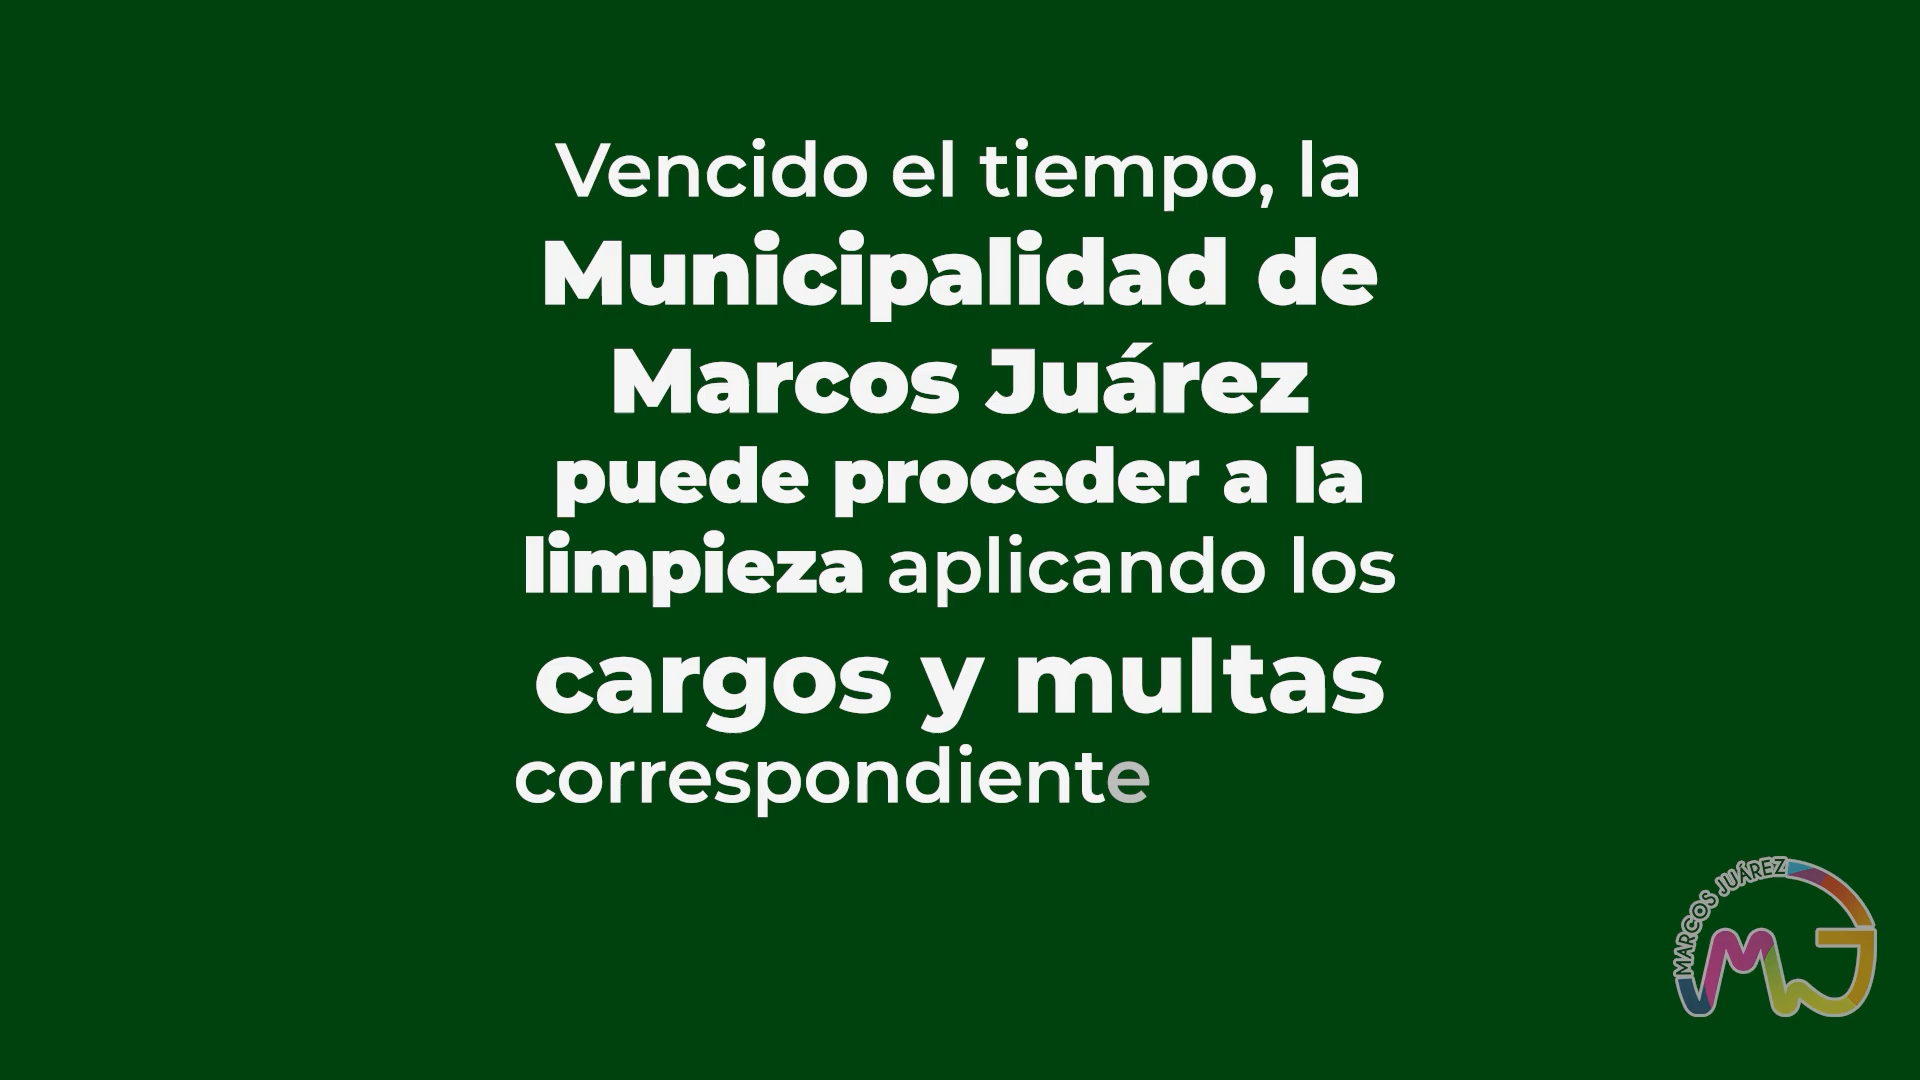 Vencido el tiempo, la
Municipalidad de
Marcos Juárez
puede proceder a la
limpieza aplicando los
cargos y multas
correspondiente
MARCOS JUÁREZ
MJ